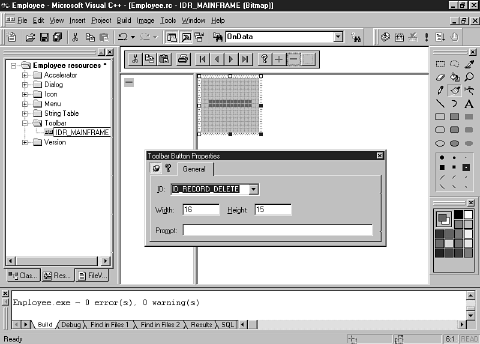 Employee - Microsoft Visual C++ - [Employee.rc - IDR_MAINFRAME (Bitmap)]
File Edit View Insert Project Build Image Tools Window Help
OnData
Employee resources *
Accelerator
Dialog
Icon
Menu
String Table
Toolbar
IDR_MAINFRAME
Version
Toolbar Button Properties
General
ID: ID_RECORD_DELETE
Width: 16 Height: 15
Prompt:
Clas... Res... FileV...
Employee.exe - 0 error(s), 0 warning(s)
Build Debug Find in Files 1 Find in Files 2 Results SQL
Ready 6:1 READ